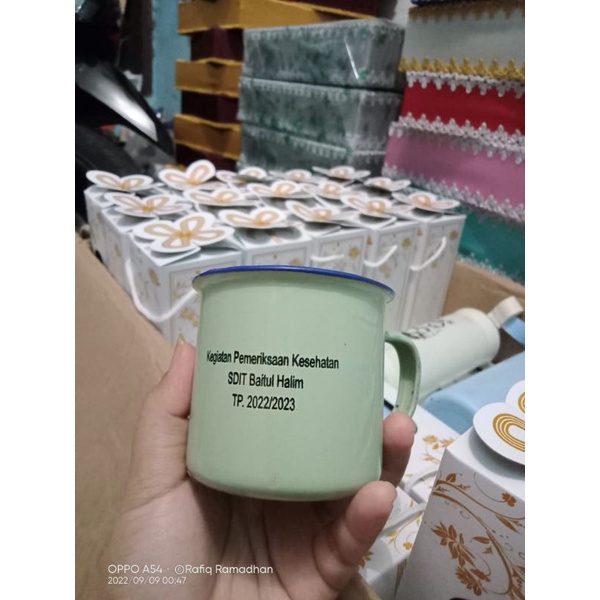 Kegiatan Pemeriksaan Kesehatan
SDIT Baitul Halim
TP. 2022/2023
OPPO A54 · ©Rafiq Ramadhan
2022/09/09 00:47